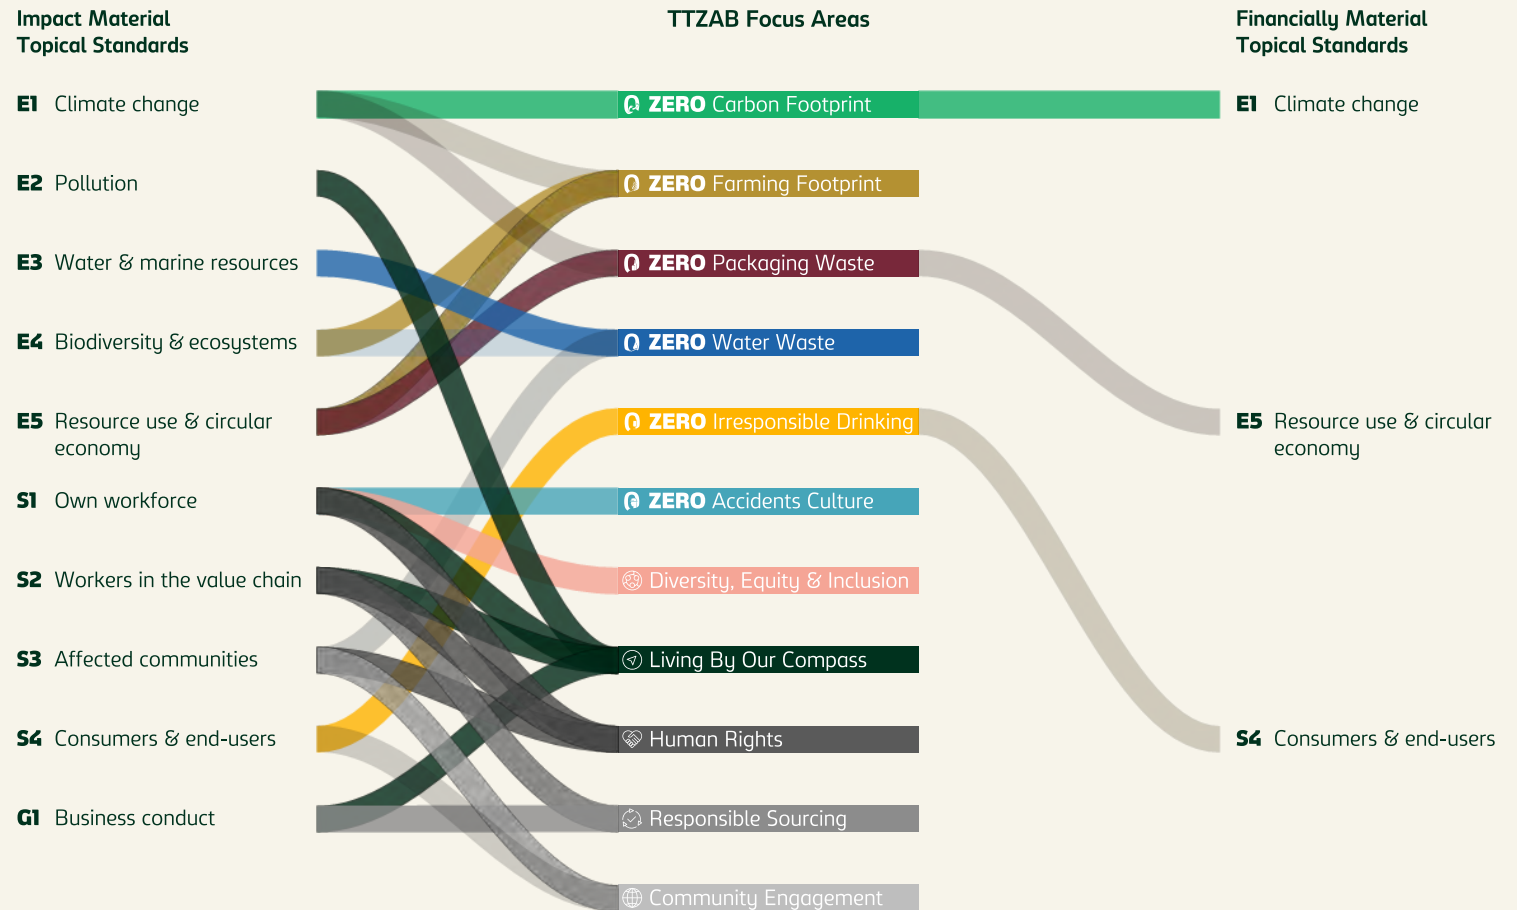 Impact Material
Topical Standards
E1 Climate change
E2 Pollution
E3 Water & marine resources
E4 Biodiversity & ecosystems
E5 Resource use & circular
economy
S1 Own workforce
S2 Workers in the value chain
S3 Affected communities
S4 Consumers & end-users
G1 Business conduct
TTZAB Focus Areas
ZERO Carbon Footprint
ZERO Farming Footprint
ZERO Packaging Waste
ZERO Water Waste
ZERO Irresponsible Drinking
ZERO Accidents Culture
Diversity, Equity & Inclusion
Living By Our Compass
Human Rights
Responsible Sourcing
Community Engagement
Financially Material
Topical Standards
E1 Climate change
E5 Resource use & circular
economy
S4 Consumers & end-users